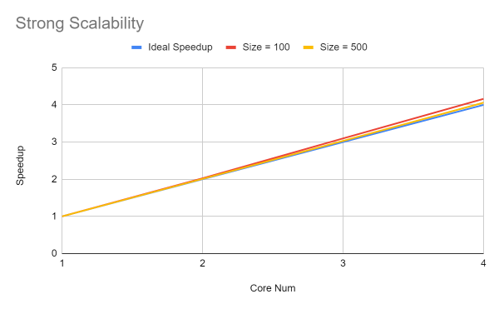 Strong Scalability
Ideal Speedup Size = 100 Size = 500
5
4
3
2
1
0
Speedup
1 2 3 4
Core Num